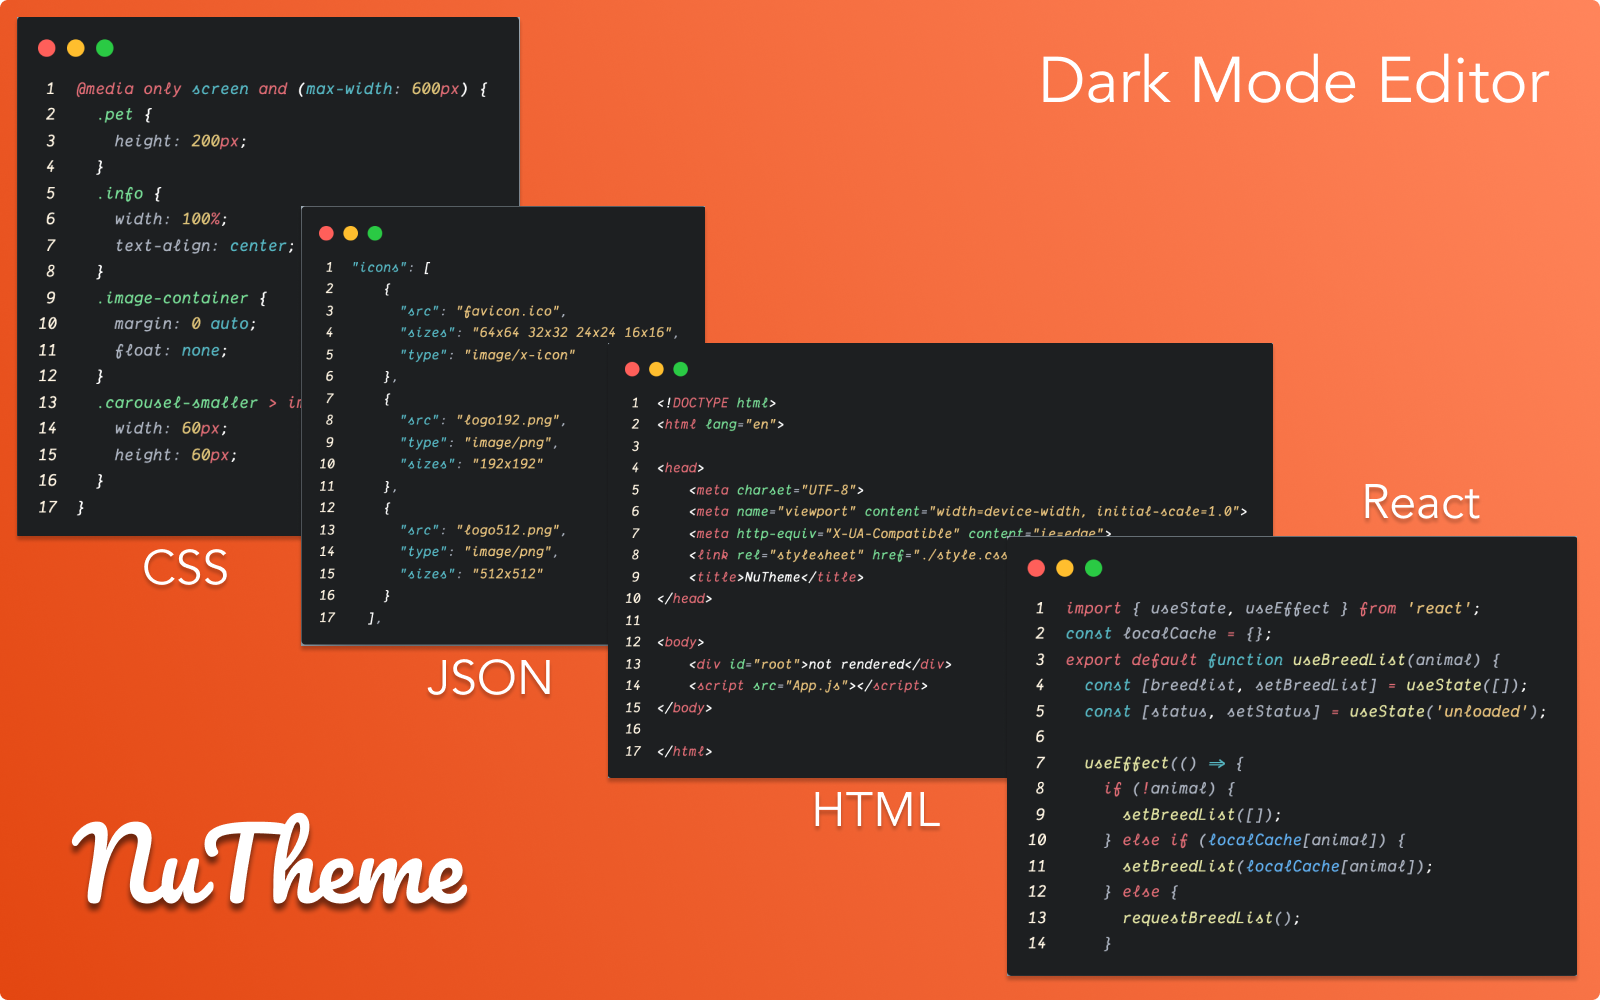 Dark Mode Editor
1 @media only screen and (max-width: 600px) {
2 .pet {
3 height: 200px;
4 }
5 .info {
6 width: 100%;
7 text-align: center;
8 }
9 .image-container {
10 margin: 0 auto;
11 float: none;
12 }
13 .carousel-smaller >
14 width: 60px;
15 height: 60px;
16 }
17 }
CSS
1 "icons": [
2 {
3 "src": "favicon.ico",
4 "sizes": "64x64 32x32 24x24 16x16",
5 "type": "image/x-icon"
6 },
7 {
8 "src": "logo192.png",
9 "type": "image/png",
10 "sizes": "192x192"
11 },
12 {
13 "src": "logo512.png",
14 "type": "image/png",
15 "sizes": "512x512"
16 }
17 ],
JSON
1 <!DOCTYPE html>
2 <html lang="en">
3
4 <head>
5 <meta charset="UTF-8">
6 <meta name="viewport" content="width=device-width, initial-scale=1.0">
7 <meta http-equiv="X-UA-Compatible" content="ie=edge">
8 <link rel="stylesheet" href="./style.css
9 <title>NuTheme</title>
10 </head>
11
12 <body>
13 <div id="root">not rendered</div>
14 <script src="App.js"></script>
15 </body>
16
17 </html>
HTML
React
1 import { useState, useEffect } from 'react';
2 const localCache = {};
3 export default function useBreedList(animal) {
4 const [breedlist, setBreedList] = useState([]);
5 const [status, setStatus] = useState('unloaded');
6
7 useEffect(() => {
8 if (!animal) {
9 setBreedList([]);
10 } else if (localCache[animal]) {
11 setBreedList(localCache[animal]);
12 } else {
13 requestBreedList();
14 }
NuTheme